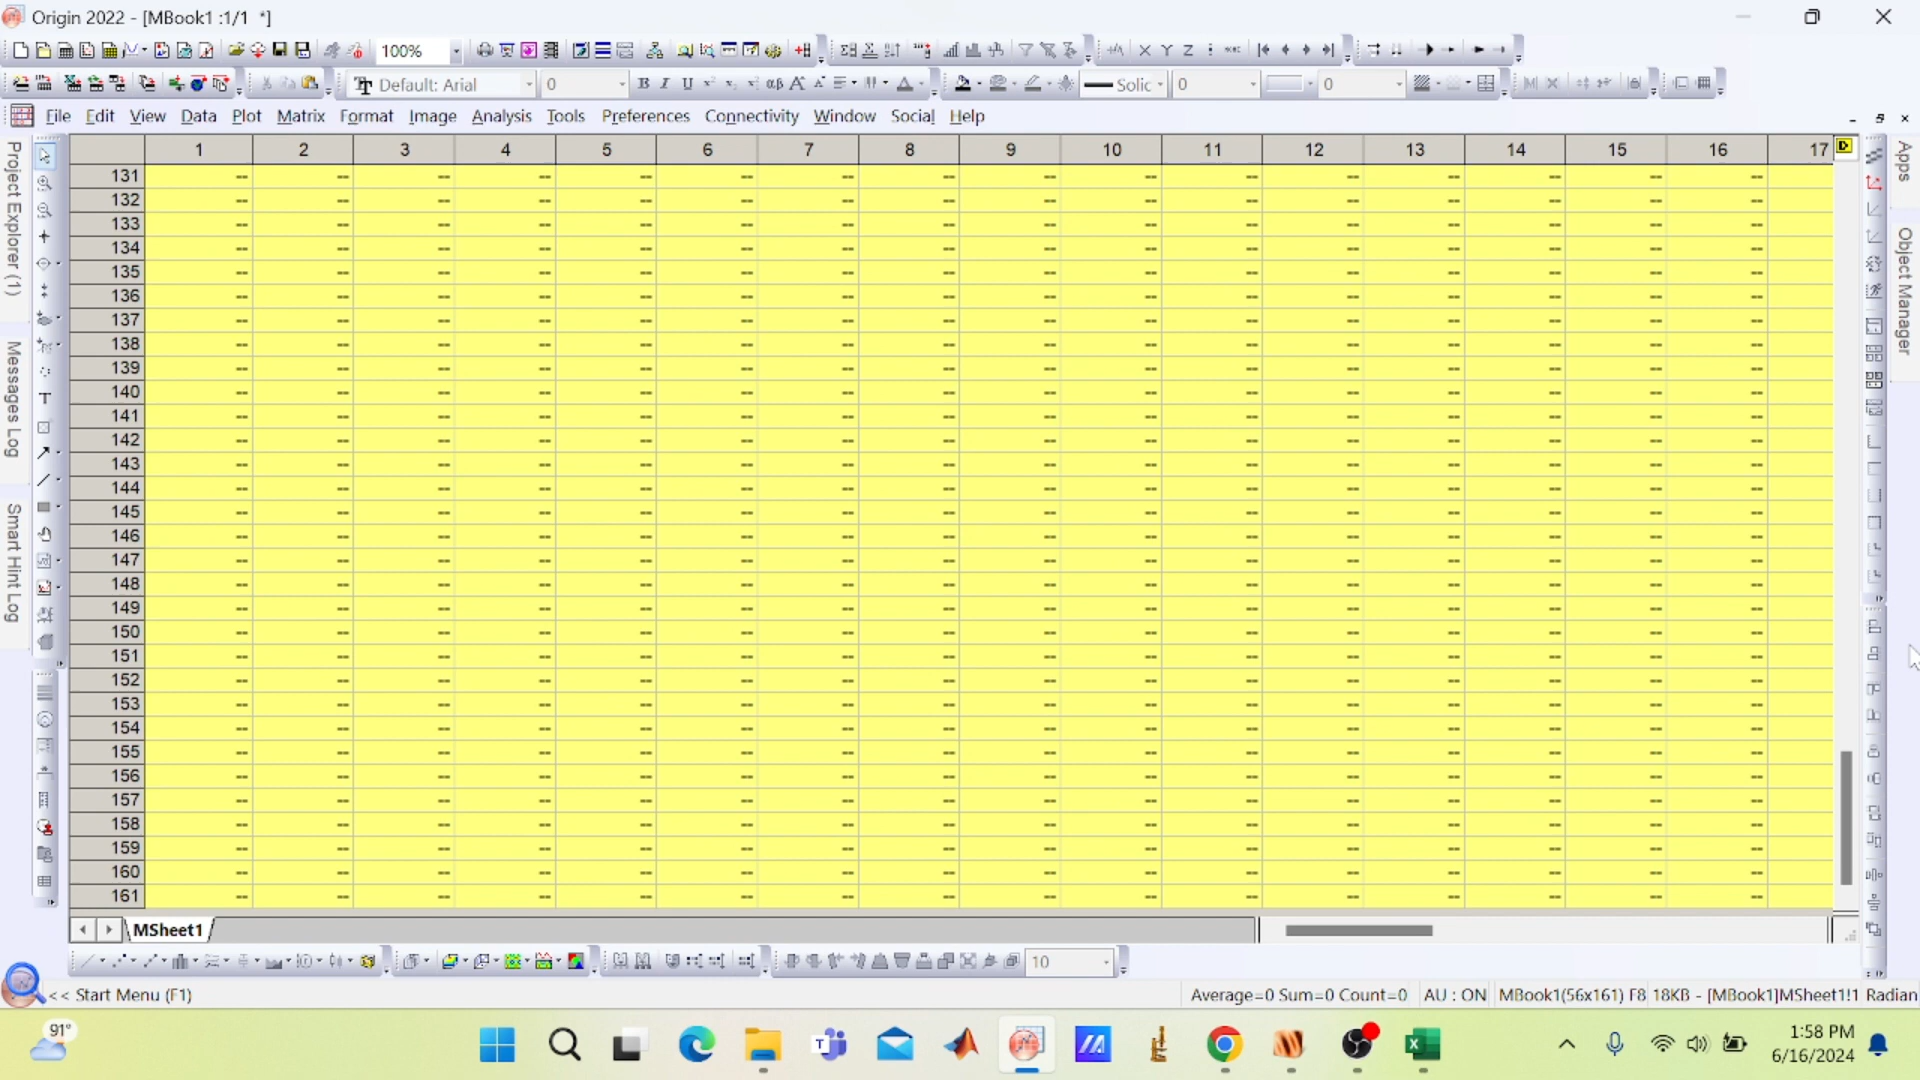 Origin 2022 - [MBook1 :1/1 *]
100%
Default: Arial 0 B I U αβ A A A Solic 0 0
File Edit View Data Plot Matrix Format Image Analysis Tools Preferences Connectivity Window Social Help
1 2 3 4 5 6 7 8 9 10 11 12 13 14 15 16 17
131 -- -- -- -- -- -- -- -- -- -- -- -- -- -- -- --
132 -- -- -- -- -- -- -- -- -- -- -- -- -- -- -- --
133 -- -- -- -- -- -- -- -- -- -- -- -- -- -- -- --
134 -- -- -- -- -- -- -- -- -- -- -- -- -- -- -- --
135 -- -- -- -- -- -- -- -- -- -- -- -- -- -- -- --
136 -- -- -- -- -- -- -- -- -- -- -- -- -- -- -- --
137 -- -- -- -- -- -- -- -- -- -- -- -- -- -- -- --
138 -- -- -- -- -- -- -- -- -- -- -- -- -- -- -- --
139 -- -- -- -- -- -- -- -- -- -- -- -- -- -- -- --
140 -- -- -- -- -- -- -- -- -- -- -- -- -- -- -- --
141 -- -- -- -- -- -- -- -- -- -- -- -- -- -- -- --
142 -- -- -- -- -- -- -- -- -- -- -- -- -- -- -- --
143 -- -- -- -- -- -- -- -- -- -- -- -- -- -- -- --
144 -- -- -- -- -- -- -- -- -- -- -- -- -- -- -- --
145 -- -- -- -- -- -- -- -- -- -- -- -- -- -- -- --
146 -- -- -- -- -- -- -- -- -- -- -- -- -- -- -- --
147 -- -- -- -- -- -- -- -- -- -- -- -- -- -- -- --
148 -- -- -- -- -- -- -- -- -- -- -- -- -- -- -- --
149 -- -- -- -- -- -- -- -- -- -- -- -- -- -- -- --
150 -- -- -- -- -- -- -- -- -- -- -- -- -- -- -- --
151 -- -- -- -- -- -- -- -- -- -- -- -- -- -- -- --
152 -- -- -- -- -- -- -- -- -- -- -- -- -- -- -- --
153 -- -- -- -- -- -- -- -- -- -- -- -- -- -- -- --
154 -- -- -- -- -- -- -- -- -- -- -- -- -- -- -- --
155 -- -- -- -- -- -- -- -- -- -- -- -- -- -- -- --
156 -- -- -- -- -- -- -- -- -- -- -- -- -- -- -- --
157 -- -- -- -- -- -- -- -- -- -- -- -- -- -- -- --
158 -- -- -- -- -- -- -- -- -- -- -- -- -- -- -- --
159 -- -- -- -- -- -- -- -- -- -- -- -- -- -- -- --
160 -- -- -- -- -- -- -- -- -- -- -- -- -- -- -- --
161 -- -- -- -- -- -- -- -- -- -- -- -- -- -- -- --
Project Explorer (1)
Messages Log
Smart Hint Log
Apps
Object Manager
MSheet1
10
<< Start Menu (F1)
Average=0 Sum=0 Count=0 AU : ON MBook1(56x161) F8 18KB - [MBook1]MSheet1!1 Radian
91°
1:58 PM
6/16/2024